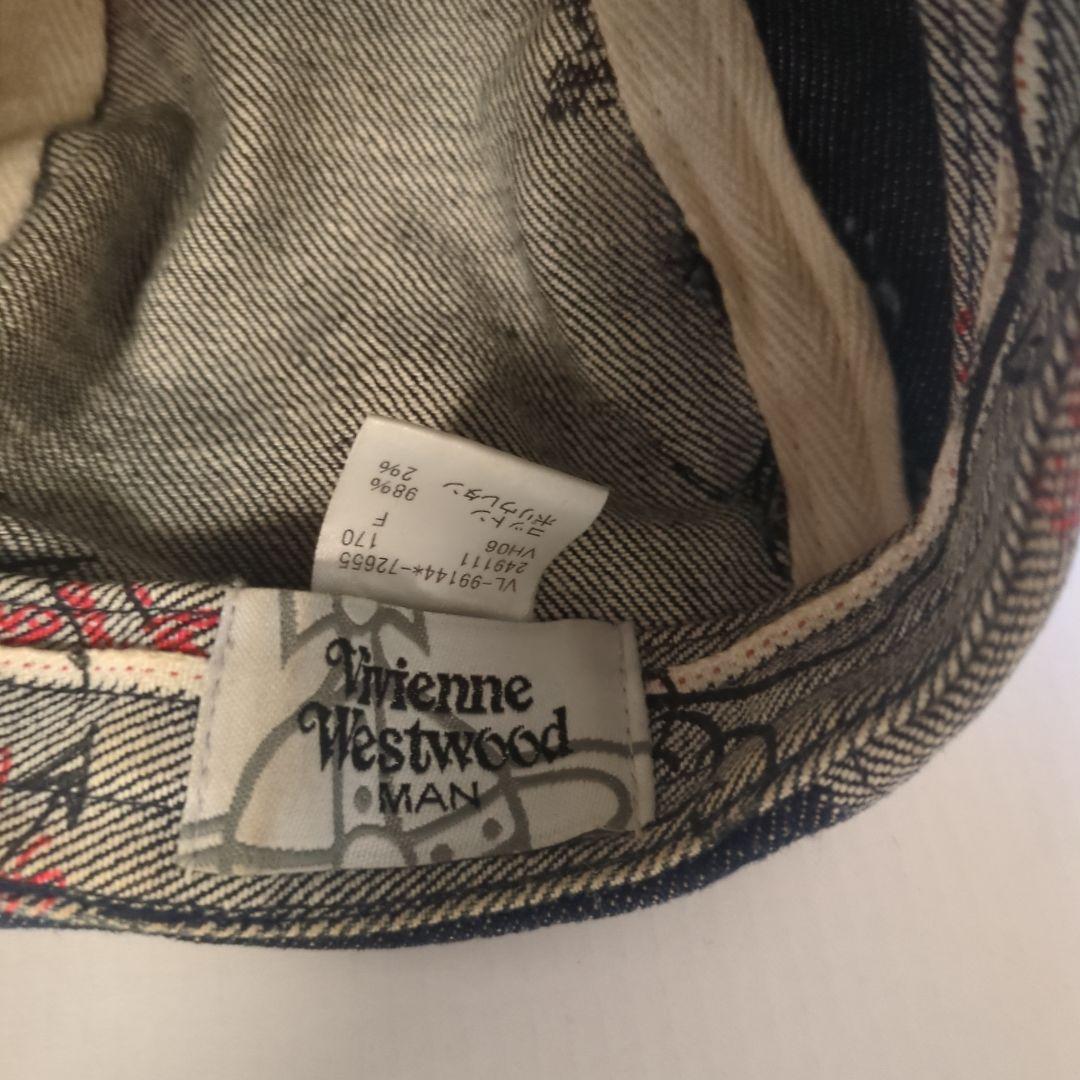 Vivienne
Westwood
MAN
VL-99144*-72655
249111 170
VH06 F
コットン 98%
ポリウレタン 2%